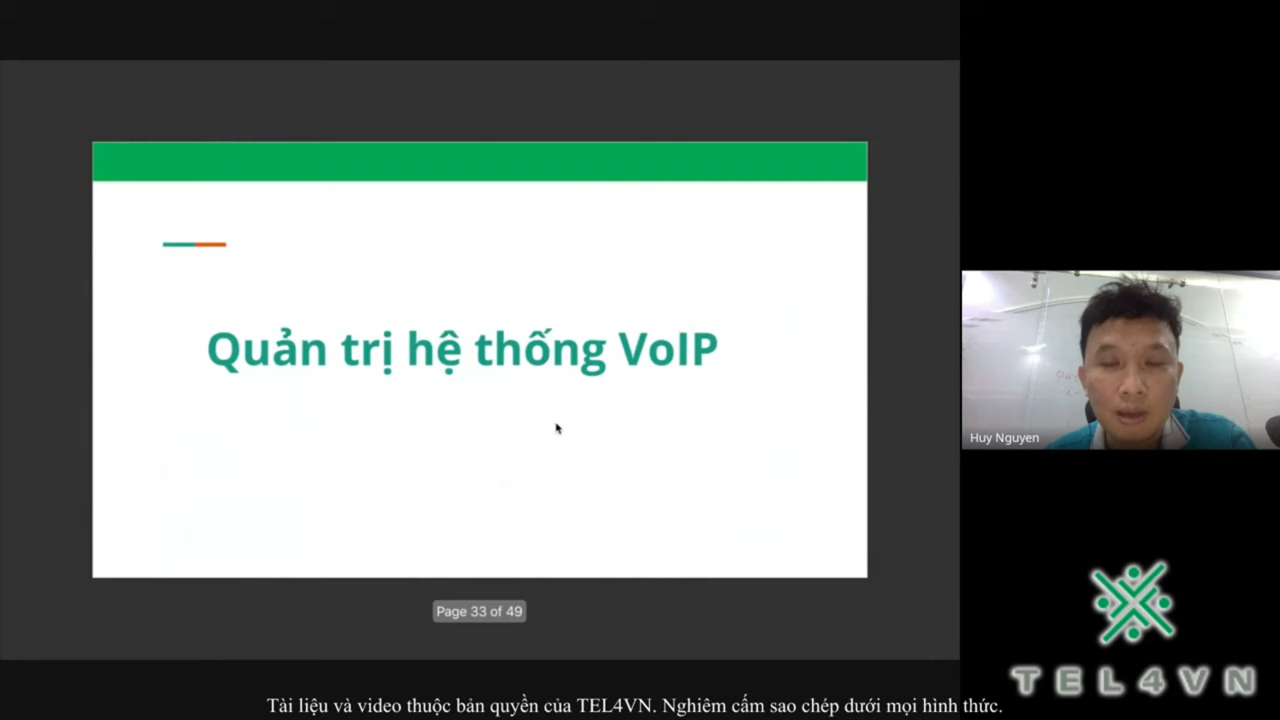 Quản trị hệ thống VoIP
Page 33 of 49
Huy Nguyen
TEL4VN
Tài liệu và video thuộc bản quyền của TEL4VN. Nghiêm cấm sao chép dưới mọi hình thức.